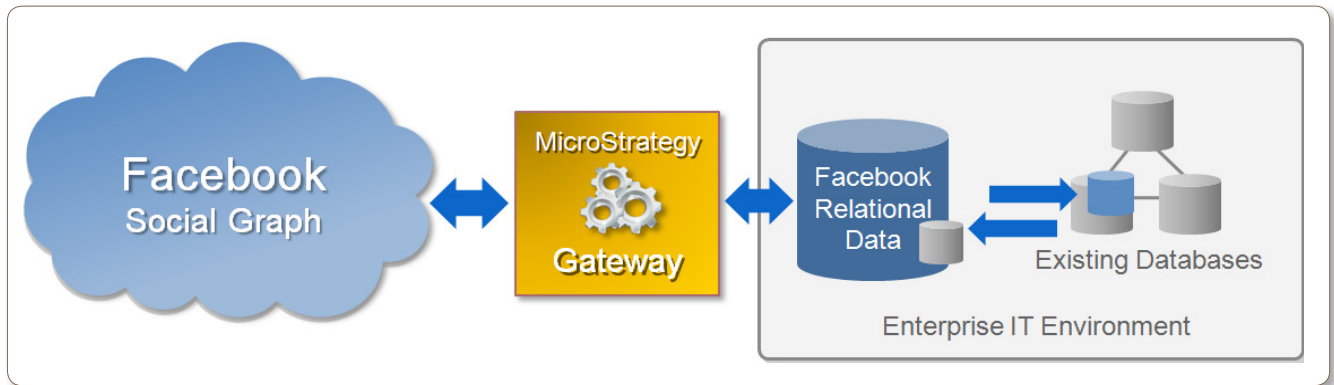 Facebook
Social Graph
MicroStrategy
Gateway
Facebook
Relational
Data
Existing Databases
Enterprise IT Environment